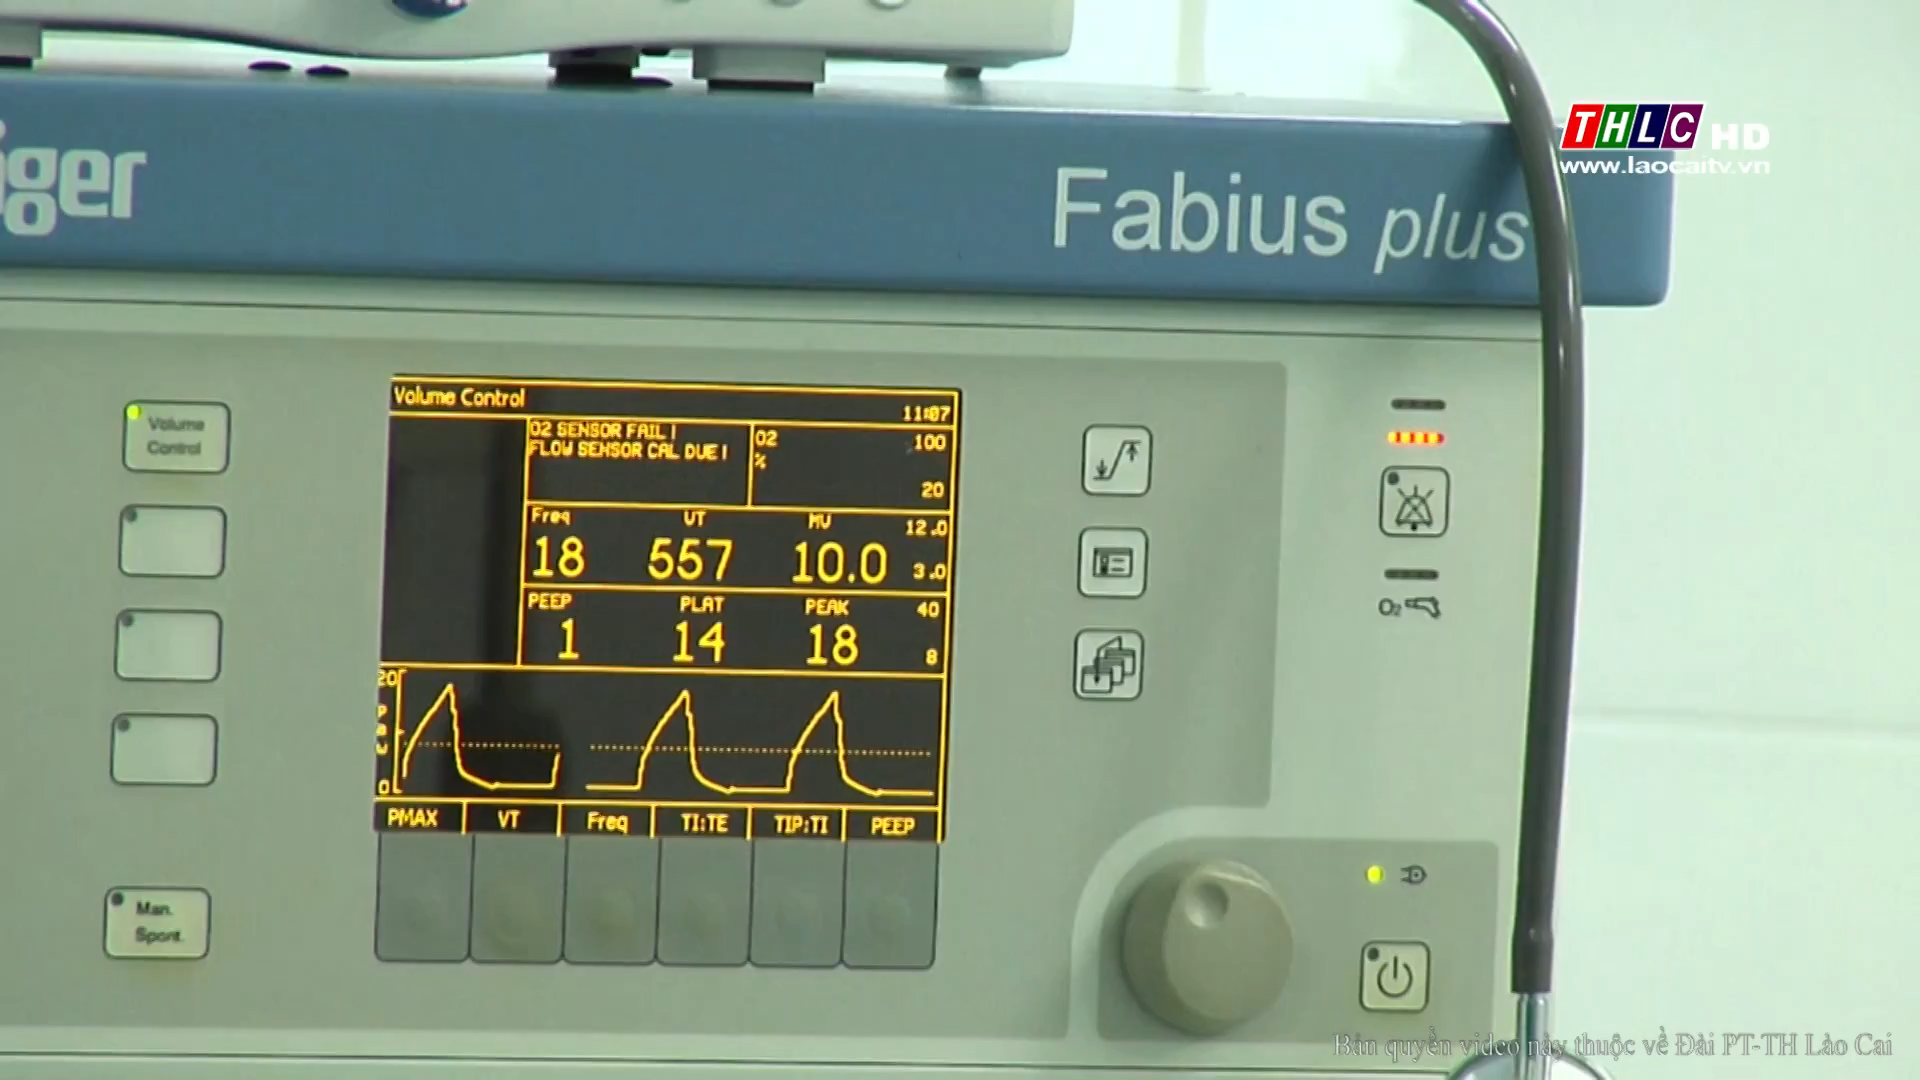 THLC HD
www.laocaitv.vn
äger
Fabius plus
Volume Control
11:07
O2 SENSOR FAIL !
FLOW SENSOR CAL DUE !
O2
%
100
20
Freq VT MV 12.0
18 557 10.0 3.0
PEEP PLAT PEAK 40
1 14 18 8
20
0
PMAX VT Freq TI:TE TIP:TI PEEP
Volume
Control
Man.
Spont.
O2
Bản quyền video này thuộc về Đài PT-TH Lào Cai